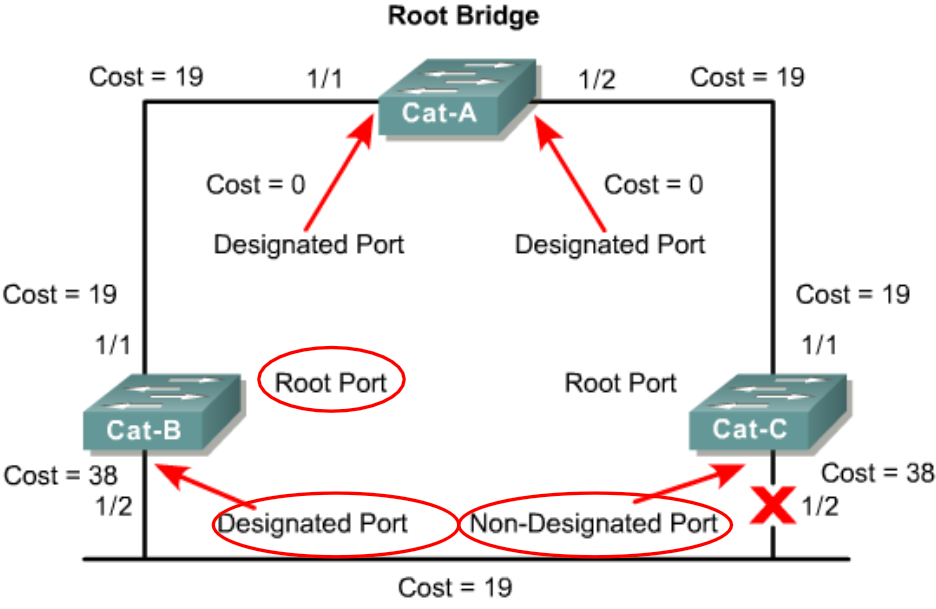 Root Bridge
Cost = 19
1/1
1/2
Cost = 19
Cat-A
Cost = 0
Cost = 0
Designated Port
Designated Port
Cost = 19
Cost = 19
1/1
1/1
Root Port
Root Port
Cat-B
Cat-C
Cost = 38
Cost = 38
1/2
1/2
Designated Port
Non-Designated Port
Cost = 19